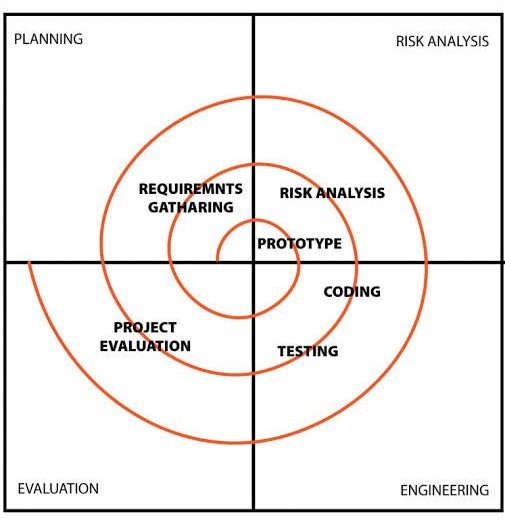 PLANNING
RISK ANALYSIS
REQUIREMNTS
GATHARING
RISK ANALYSIS
PROTOTYPE
CODING
PROJECT
EVALUATION
TESTING
EVALUATION
ENGINEERING